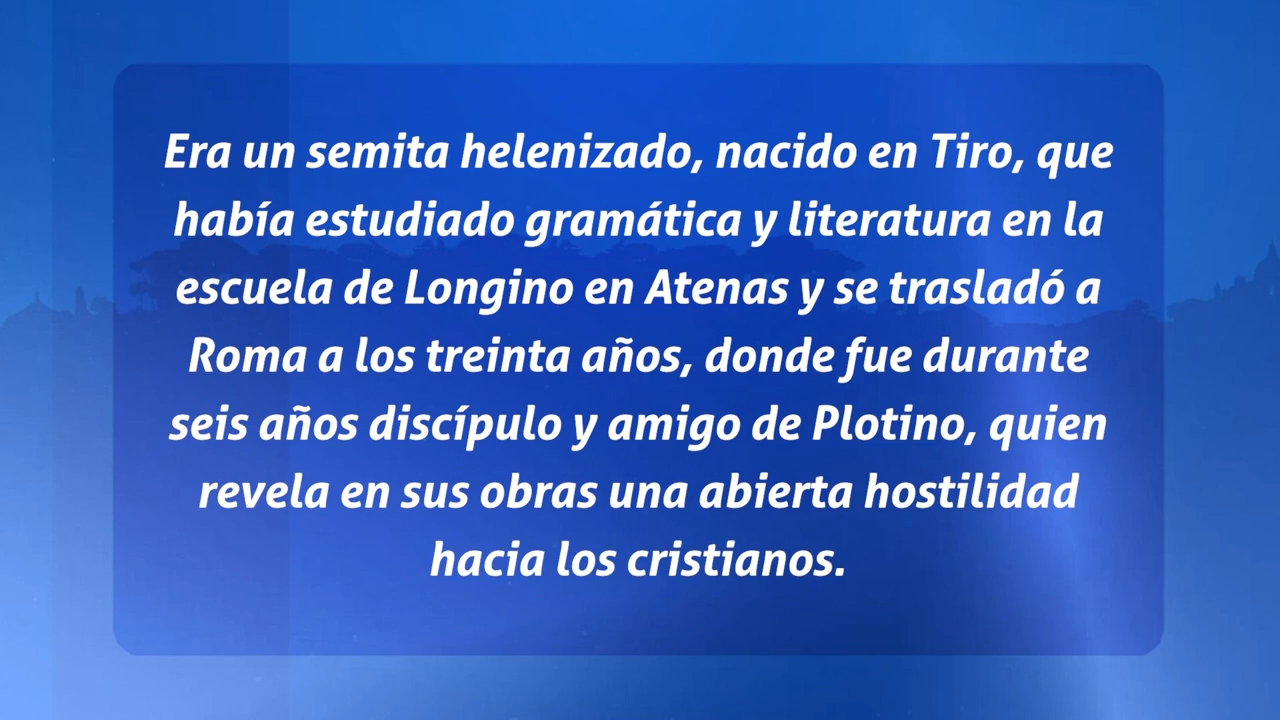 Era un semita helenizado, nacido en Tiro, que
había estudiado gramática y literatura en la
escuela de Longino en Atenas y se trasladó a
Roma a los treinta años, donde fue durante
seis años discípulo y amigo de Plotino, quien
revela en sus obras una abierta hostilidad
hacia los cristianos.